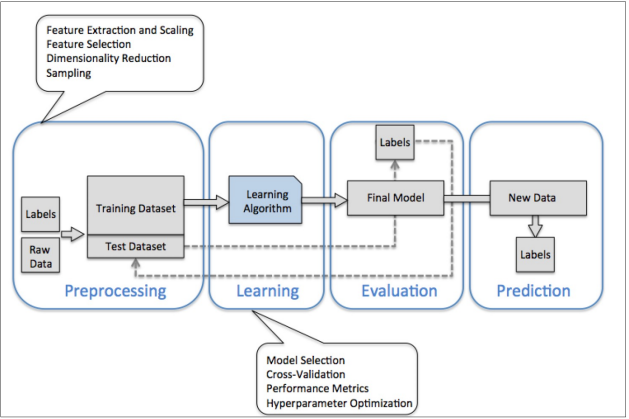 Feature Extraction and Scaling
Feature Selection
Dimensionality Reduction
Sampling
Labels
Raw
Data
Training Dataset
Test Dataset
Learning
Algorithm
Labels
Final Model
New Data
Labels
Preprocessing
Learning
Evaluation
Prediction
Model Selection
Cross-Validation
Performance Metrics
Hyperparameter Optimization